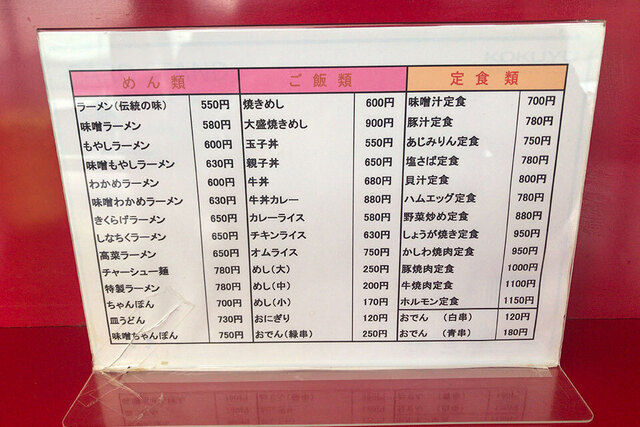 めん類 ご飯類 定食類
ラーメン(伝統の味) 550円 焼きめし 600円 味噌汁定食 700円
味噌ラーメン 580円 大盛焼きめし 900円 豚汁定食 780円
もやしラーメン 600円 玉子丼 550円 あじみりん定食 750円
味噌もやしラーメン 630円 親子丼 650円 塩さば定食 780円
わかめラーメン 600円 牛丼 680円 貝汁定食 800円
味噌わかめラーメン 630円 牛丼カレー 880円 ハムエッグ定食 780円
きくらげラーメン 650円 カレーライス 580円 野菜炒め定食 880円
しなちくラーメン 650円 チキンライス 630円 しょうが焼き定食 950円
高菜ラーメン 650円 オムライス 750円 かしわ焼肉定食 950円
チャーシュー麺 780円 めし(大) 250円 豚焼肉定食 1000円
特製ラーメン 780円 めし(中) 200円 牛焼肉定食 1100円
ちゃんぽん 700円 めし(小) 170円 ホルモン定食 1150円
皿うどん 730円 おにぎり 120円 おでん (白串) 120円
味噌ちゃんぽん 750円 おでん(緑串) 250円 おでん (青串) 180円